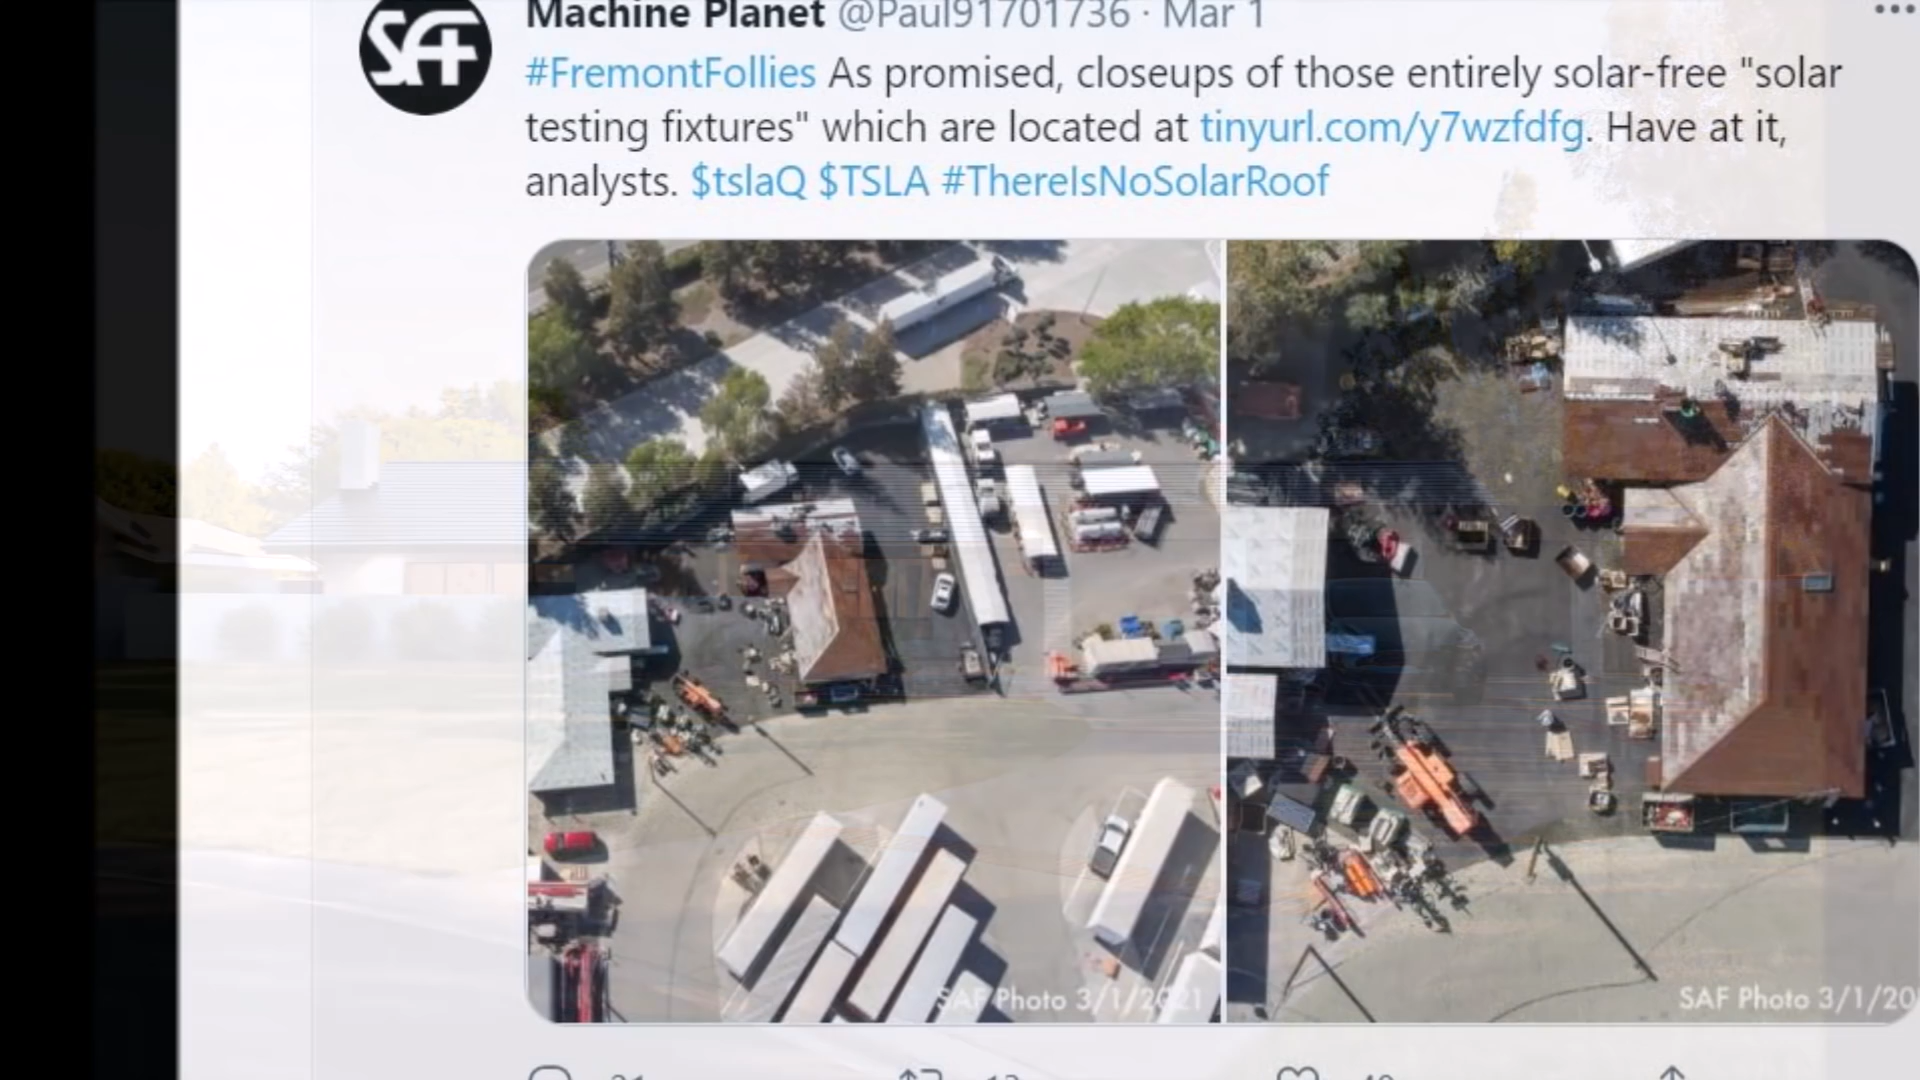 Machine Planet @Paul91701736 · Mar 1
#FremontFollies As promised, closeups of those entirely solar-free "solar
testing fixtures" which are located at tinyurl.com/y7wzfdfg. Have at it,
analysts. $tslaQ $TSLA #ThereIsNoSolarRoof
SAF Photo 3/1/2021
SAF Photo 3/1/20